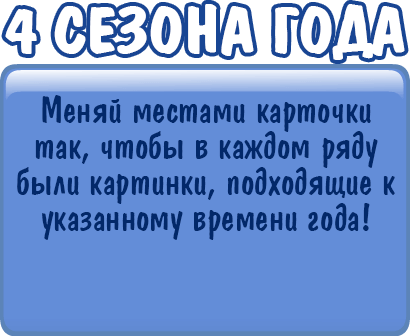 4 СЕЗОНА ГОДА
Меняй местами карточки
так, чтобы в каждом ряду
были картинки, подходящие к
указанному времени года!